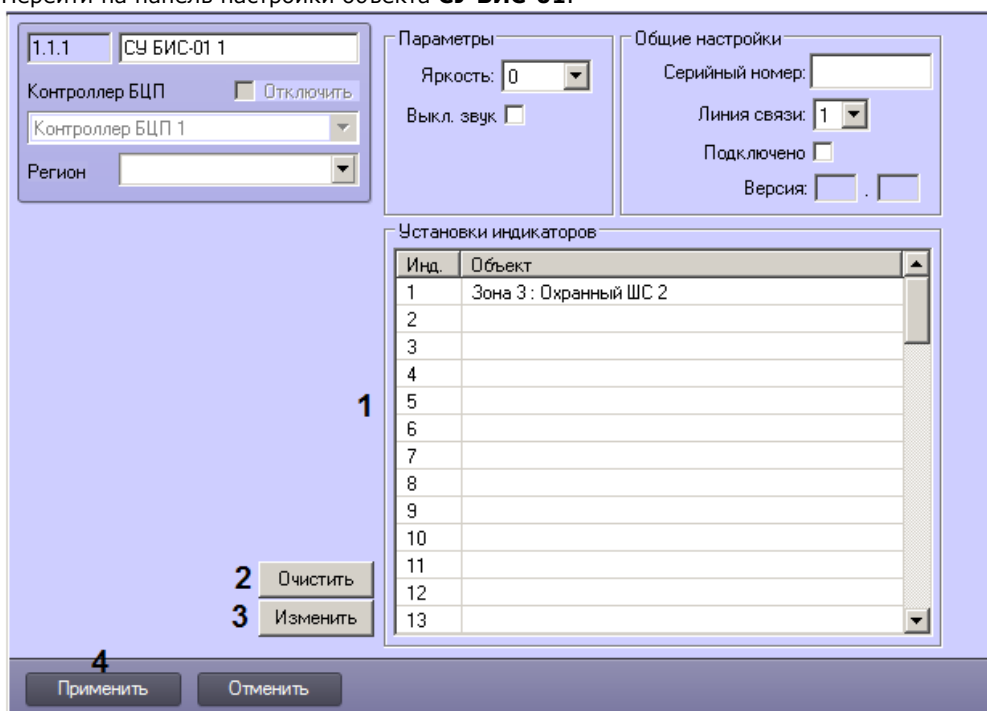 Перейти на панель настройки объекта СУ БИС-01.
1.1.1 СУ БИС-01 1
Контроллер БЦП Отключить
Контроллер БЦП 1
Регион
Параметры
Яркость: 0
Выкл. звук
Общие настройки
Серийный номер:
Линия связи: 1
Подключено
Версия: .
Установки индикаторов
Инд. Объект
1 Зона 3 : Охранный ШС 2
2
3
4
5
6
7
8
9
10
11
12
13
1
2 Очистить
3 Изменить
4
Применить Отменить